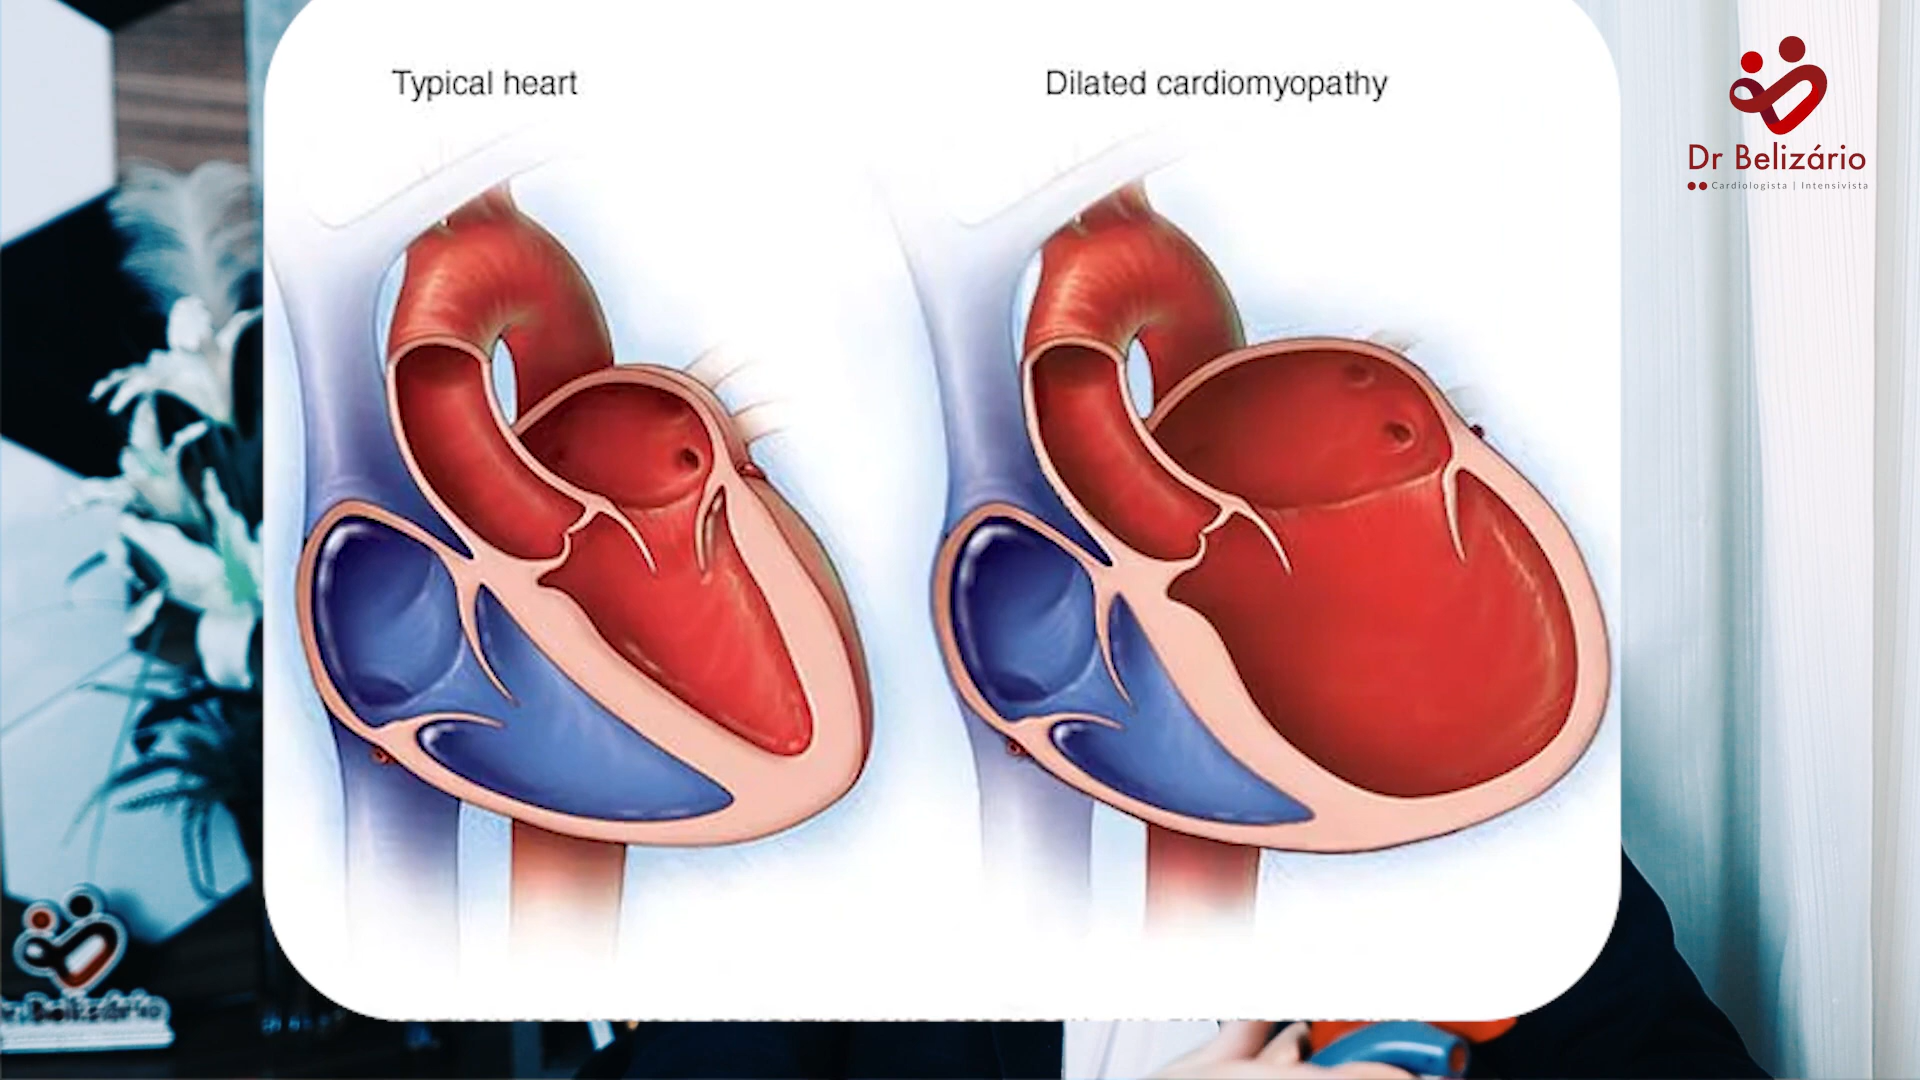 Typical heart
Dilated cardiomyopathy
Dr Belizário
Cardiologista | Intensivista